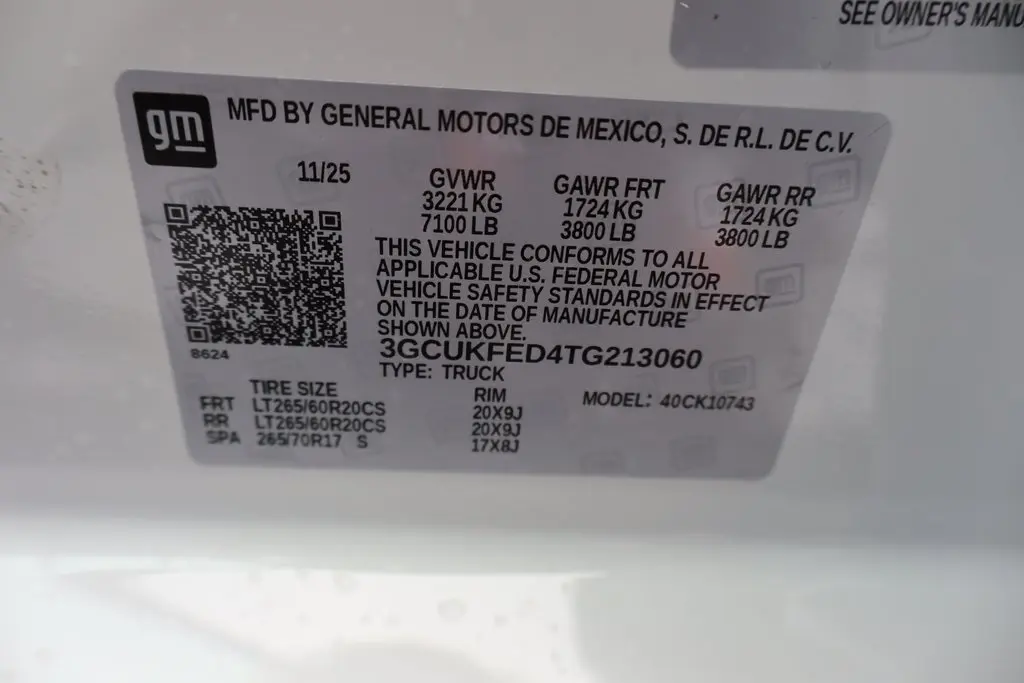 SEE OWNER'S MANU
gm
MFD BY GENERAL MOTORS DE MEXICO, S. DE R.L. DE C.V.
11/25 GVWR GAWR FRT GAWR RR
3221 KG 1724 KG 1724 KG
7100 LB 3800 LB 3800 LB
THIS VEHICLE CONFORMS TO ALL
APPLICABLE U.S. FEDERAL MOTOR
VEHICLE SAFETY STANDARDS IN EFFECT
ON THE DATE OF MANUFACTURE
SHOWN ABOVE.
8624
3GCUKFED4TG213060
TYPE: TRUCK
TIRE SIZE RIM MODEL: 40CK10743
FRT LT265/60R20CS 20X9J
RR LT265/60R20CS 20X9J
SPA 265/70R17 S 17X8J